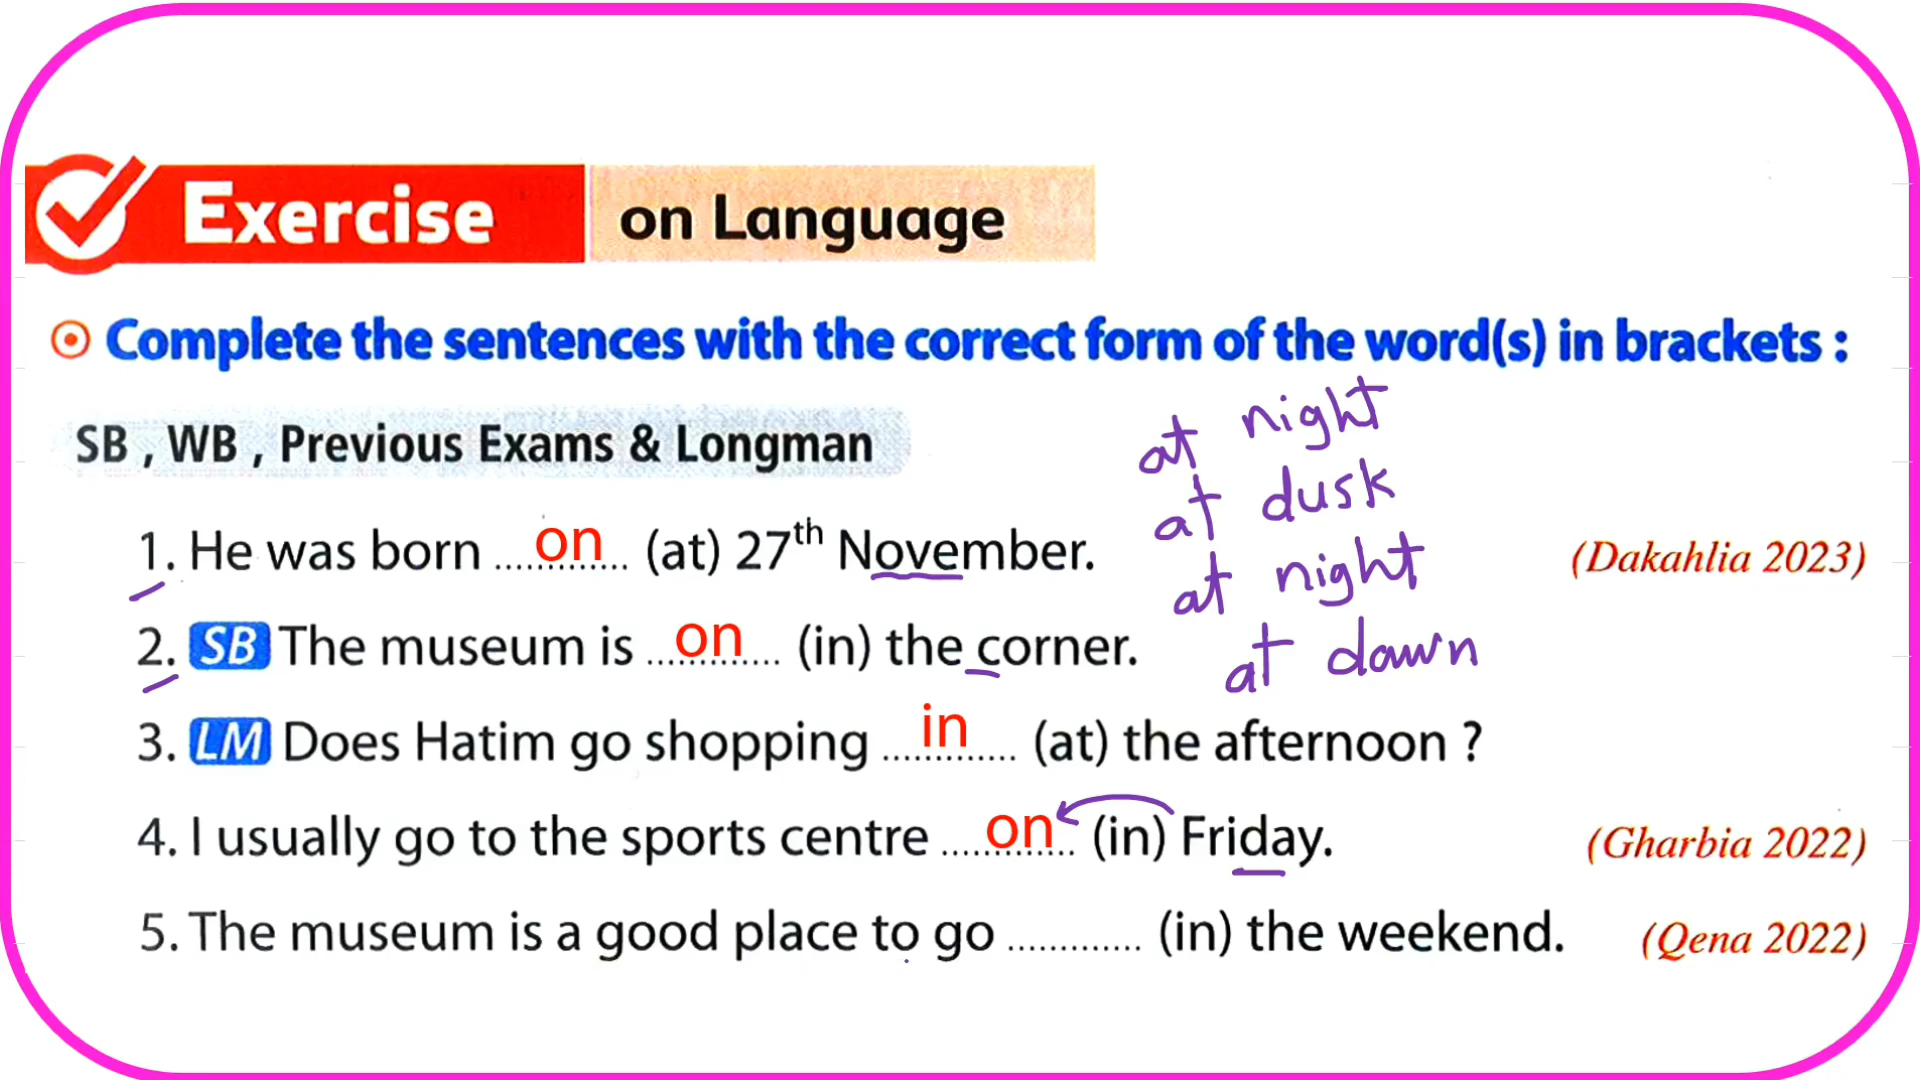 Exercise on Language
Complete the sentences with the correct form of the word(s) in brackets :
SB , WB , Previous Exams & Longman
at night
at dusk
at night
at dawn
1. He was born .....on..... (at) 27th November. (Dakahlia 2023)
2. SB The museum is .....on..... (in) the corner.
3. LM Does Hatim go shopping .....in..... (at) the afternoon ?
4. I usually go to the sports centre .....on..... (in) Friday. (Gharbia 2022)
5. The museum is a good place to go ............. (in) the weekend. (Qena 2022)